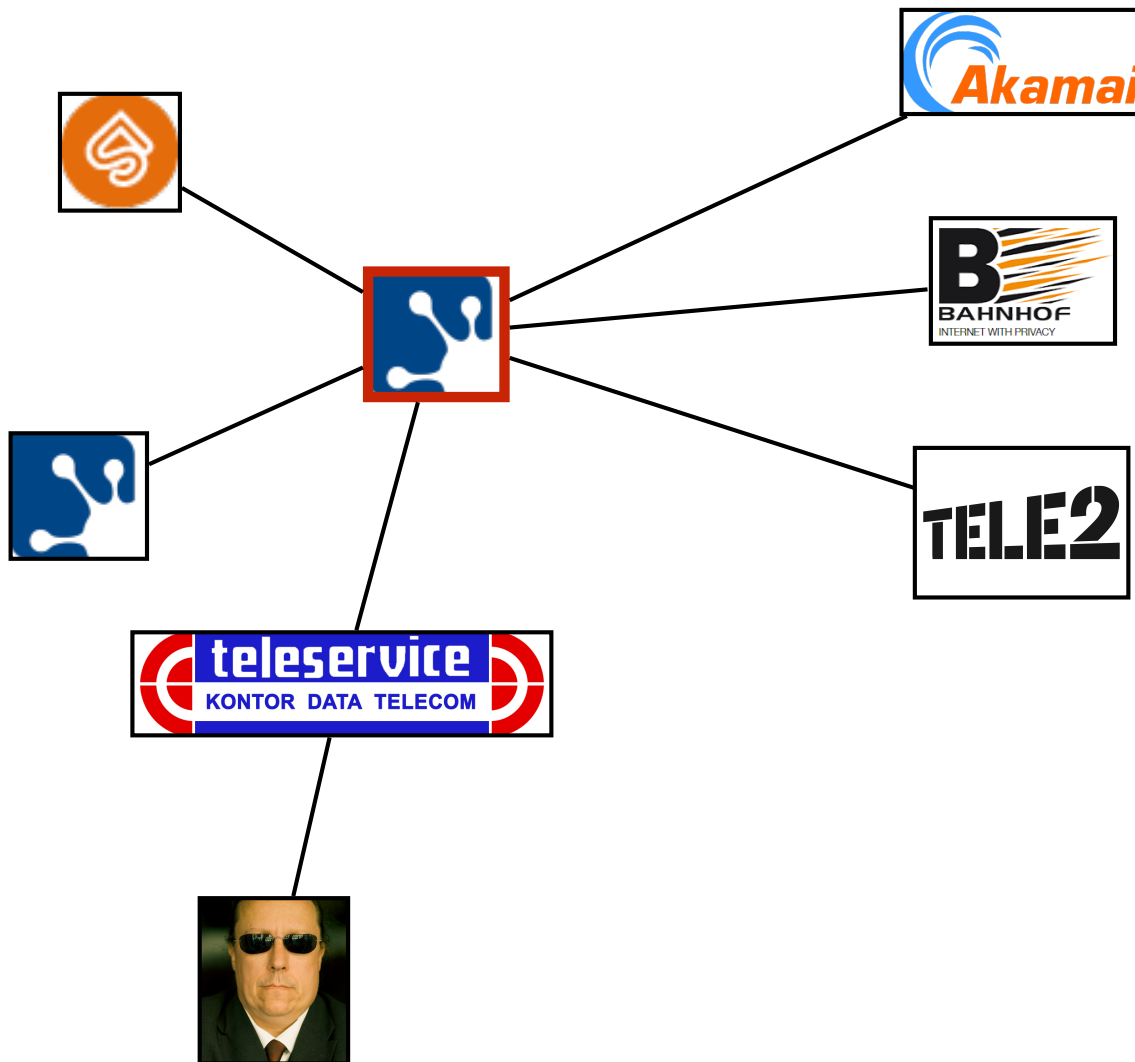 Akamai
B
BAHNHOF
INTERNET WITH PRIVACY
TELE2
teleservice
KONTOR DATA TELECOM